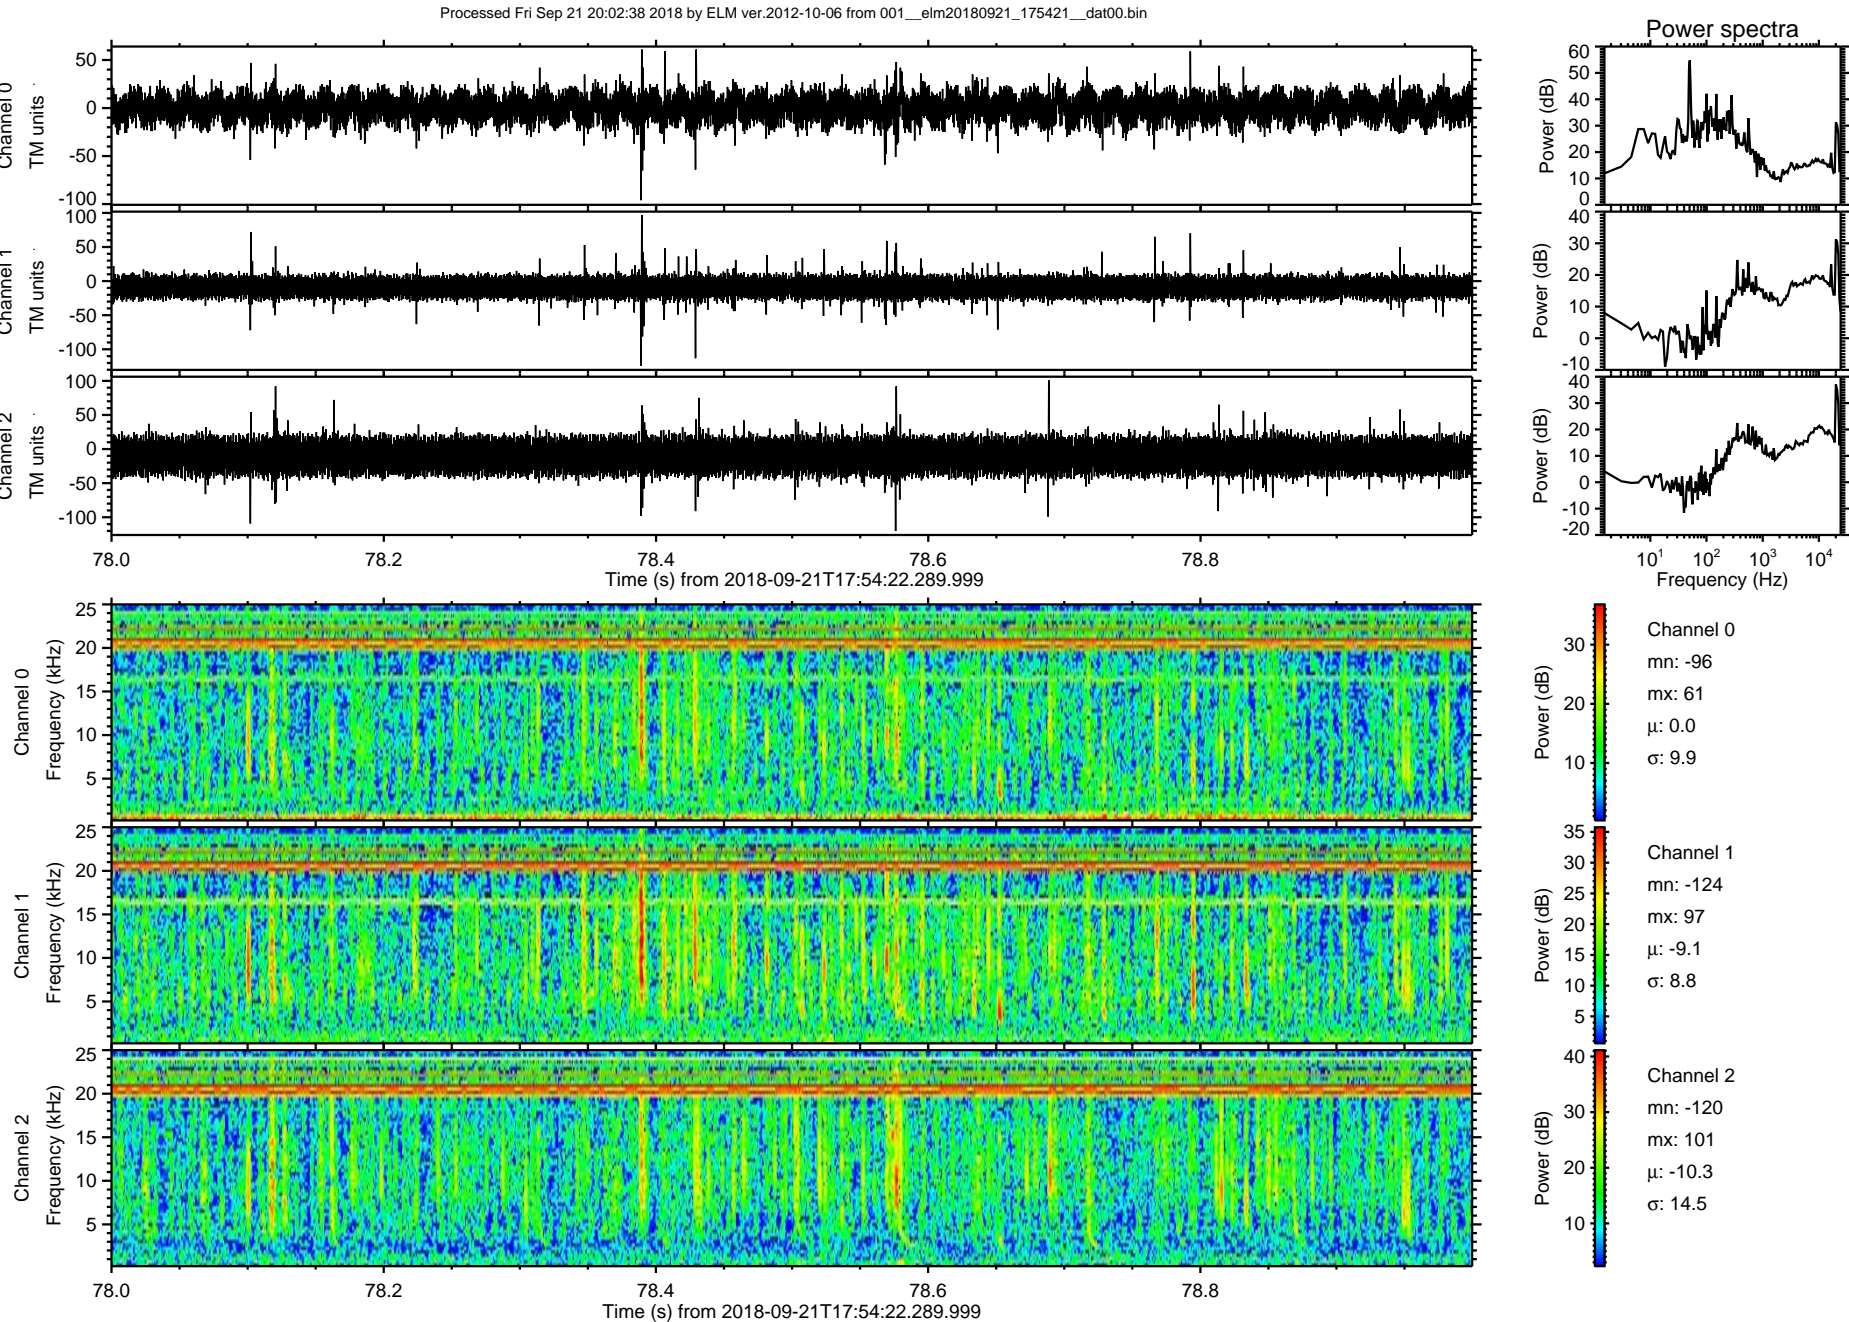 Processed Fri Sep 21 20:02:38 2018 by ELM ver.2012-10-06 from 001__elm20180921_175421__dat00.bin
Power spectra
Channel 0
TM units
50
0
-50
-100
Power (dB)
60
50
40
30
20
10
0
Channel 1
TM units
100
50
0
-50
-100
Power (dB)
40
30
20
10
0
-10
Channel 2
TM units
100
50
0
-50
-100
Power (dB)
40
30
20
10
0
-10
-20
78.0 78.2 78.4 78.6 78.8
Time (s) from 2018-09-21T17:54:22.289.999
10^1 10^2 10^3 10^4
Frequency (Hz)
Channel 0
Frequency (kHz)
25
20
15
10
5
Power (dB)
30
20
10
Channel 0
mn: -96
mx: 61
μ: 0.0
σ: 9.9
Channel 1
Frequency (kHz)
25
20
15
10
5
Power (dB)
35
30
25
20
15
10
5
Channel 1
mn: -124
mx: 97
μ: -9.1
σ: 8.8
Channel 2
Frequency (kHz)
25
20
15
10
5
Power (dB)
40
30
20
10
Channel 2
mn: -120
mx: 101
μ: -10.3
σ: 14.5
78.0 78.2 78.4 78.6 78.8
Time (s) from 2018-09-21T17:54:22.289.999